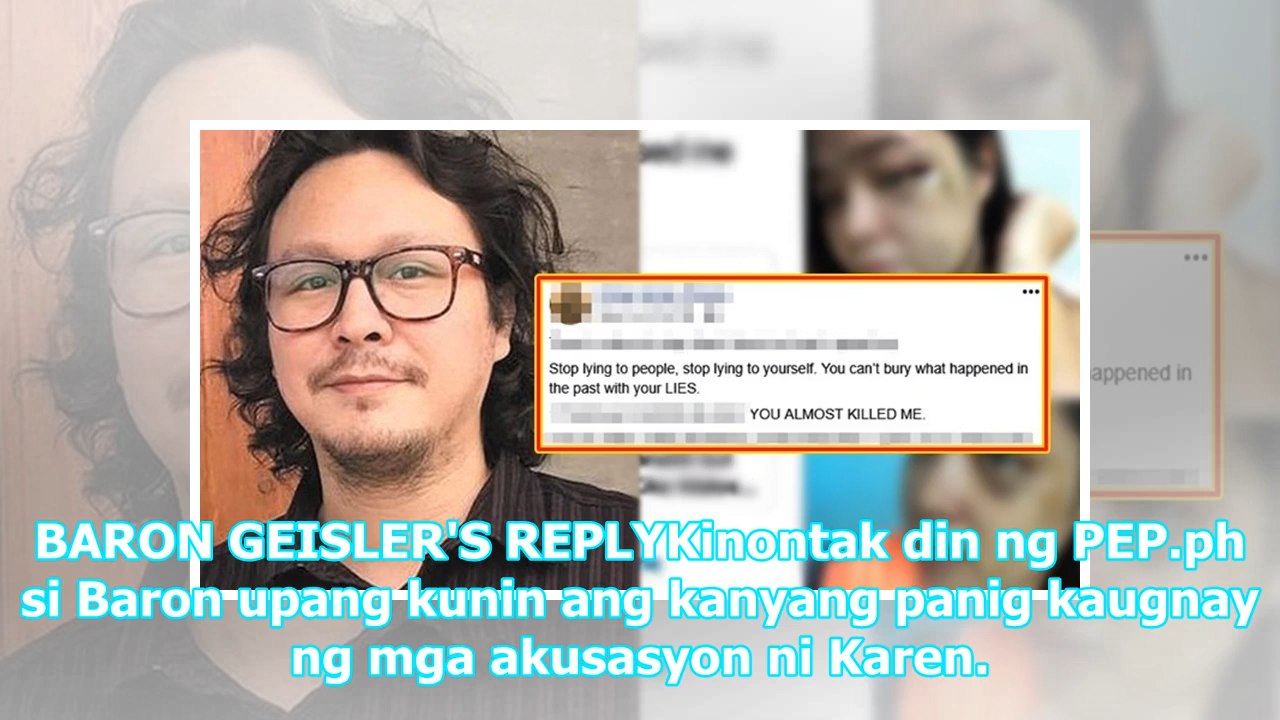 Stop lying to people, stop lying to yourself. You can't bury what happened in
the past with your LIES.
YOU ALMOST KILLED ME.
appened in
BARON GEISLER'S REPLYKinontak din ng PEP.ph
si Baron upang kunin ang kanyang panig kaugnay
ng mga akusasyon ni Karen.